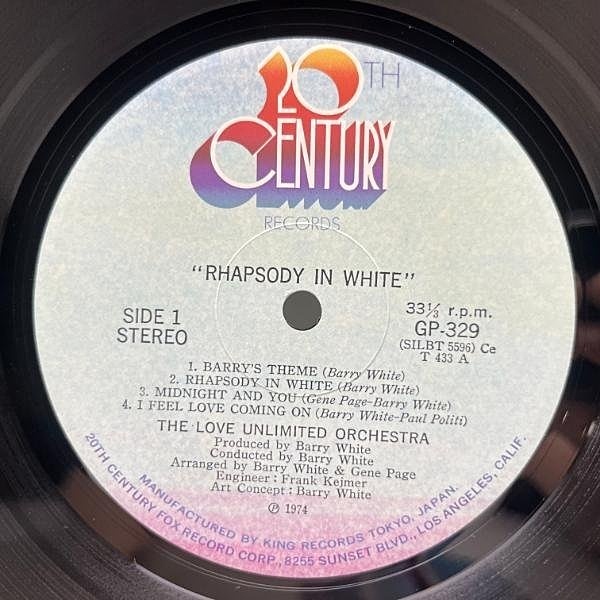 20TH
CENTURY
RECORDS
"RHAPSODY IN WHITE"
SIDE 1
STEREO
33⅓ r.p.m.
GP-329
(SILBT 5596) Ce
T 433 A
1. BARRY'S THEME (Barry White)
2. RHAPSODY IN WHITE (Barry White)
3. MIDNIGHT AND YOU (Gene Page-Barry White)
4. I FEEL LOVE COMING ON (Barry White-Paul Politi)
THE LOVE UNLIMITED ORCHESTRA
Produced by Barry White
Conducted by Barry White
Arranged by Barry White & Gene Page
Engineer : Frank Kejmer
Art Concept : Barry White
℗ 1974
MANUFACTURED BY KING RECORDS TOKYO, JAPAN.
20TH CENTURY FOX RECORD CORP., 8255 SUNSET BLVD., LOS ANGELES, CALIF.